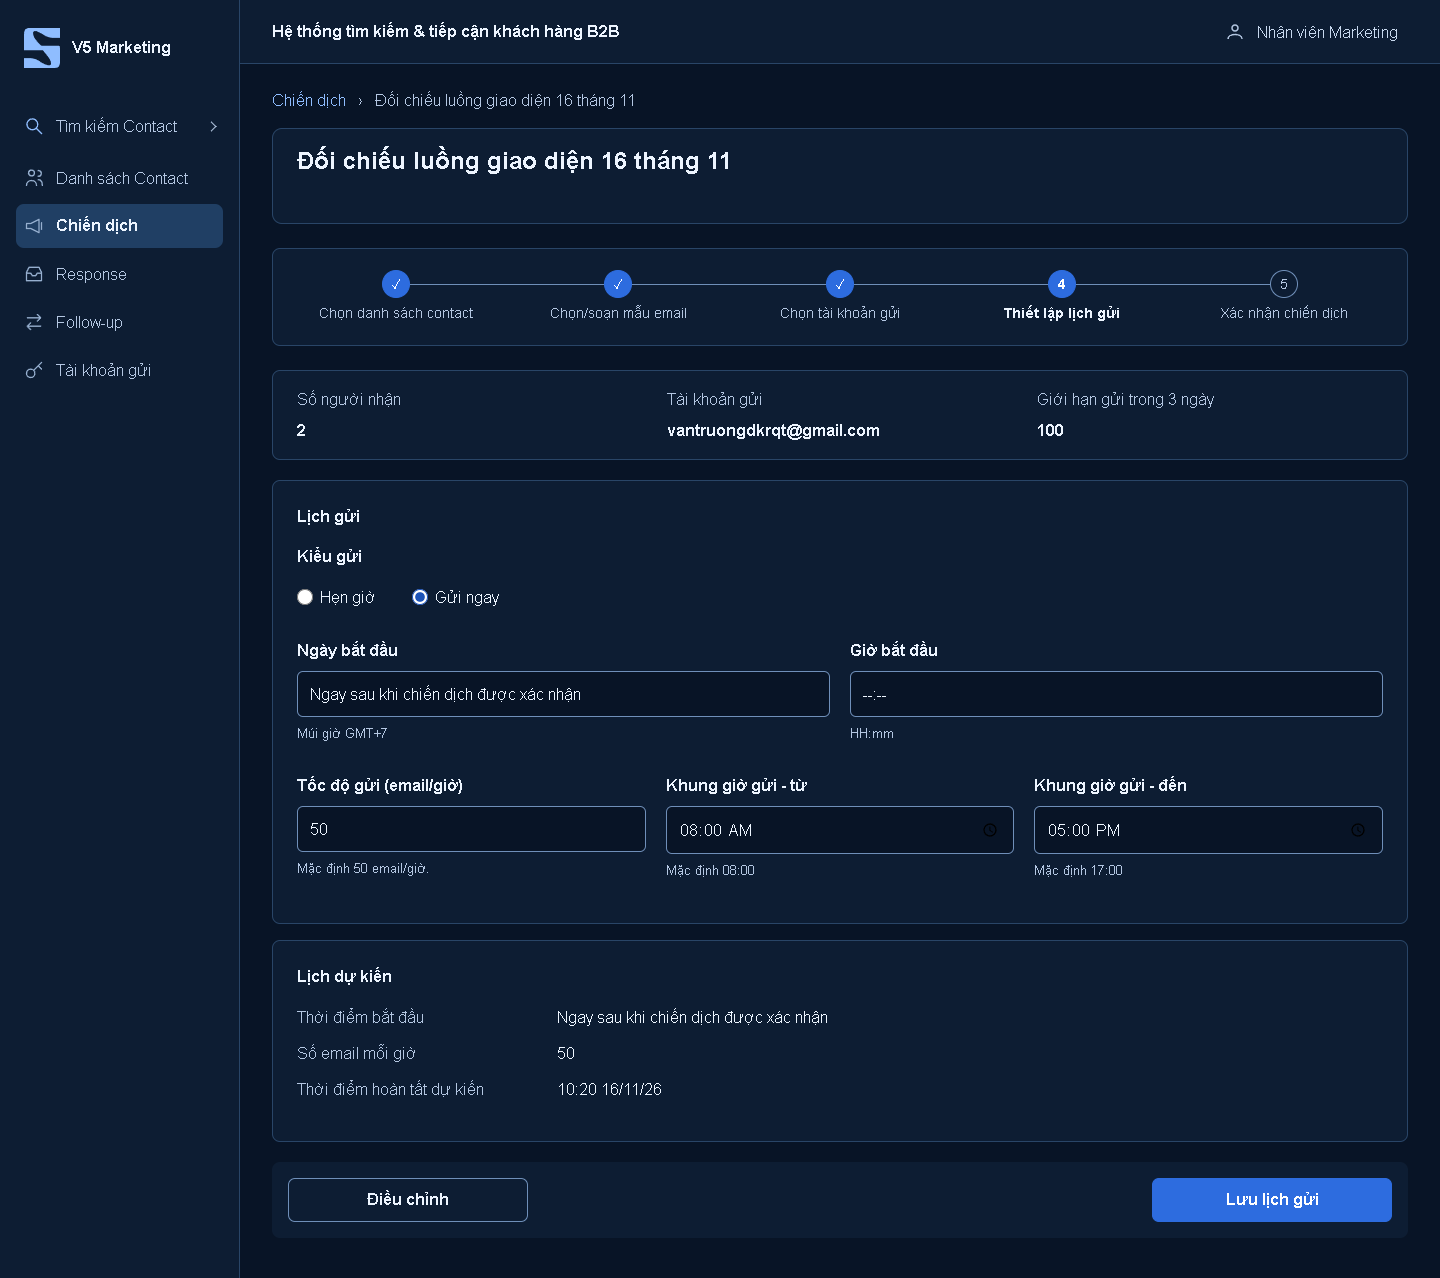 V5 Marketing
Hệ thống tìm kiếm & tiếp cận khách hàng B2B
Nhân viên Marketing
Tìm kiếm Contact
Danh sách Contact
Chiến dịch
Response
Follow-up
Tài khoản gửi
Chiến dịch › Đối chiếu luồng giao diện 16 tháng 11
Đối chiếu luồng giao diện 16 tháng 11
✓ ✓ ✓ 4 5
Chọn danh sách contact Chọn/soạn mẫu email Chọn tài khoản gửi Thiết lập lịch gửi Xác nhận chiến dịch
Số người nhận Tài khoản gửi Giới hạn gửi trong 3 ngày
2 vantruongdkrqt@gmail.com 100
Lịch gửi
Kiểu gửi
Hẹn giờ Gửi ngay
Ngày bắt đầu Giờ bắt đầu
Ngay sau khi chiến dịch được xác nhận --:--
Múi giờ GMT+7 HH:mm
Tốc độ gửi (email/giờ) Khung giờ gửi - từ Khung giờ gửi - đến
50 08:00 AM 05:00 PM
Mặc định 50 email/giờ. Mặc định 08:00 Mặc định 17:00
Lịch dự kiến
Thời điểm bắt đầu Ngay sau khi chiến dịch được xác nhận
Số email mỗi giờ 50
Thời điểm hoàn tất dự kiến 10:20 16/11/26
Điều chỉnh Lưu lịch gửi